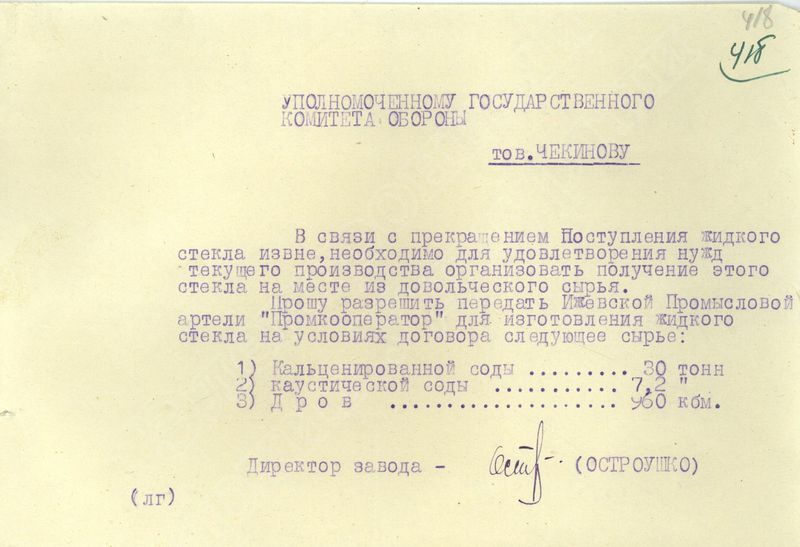 418
418
УПОЛНОМОЧЕННОМУ ГОСУДАРСТВЕННОГО
КОМИТЕТА ОБОРОНЫ
тов.ЧЕКИНОВУ
В связи с прекращением Поступления жидкого
стекла извне,необходимо для удовлетворения нужд
текущего производства организовать получение этого
стекла на месте из довольческого сырья.
Прошу разрешить передать Ижевской Промысловой
артели "Промкооператор" для изготовления жидкого
стекла на условиях договора следующее сырье:
1) Кальценированной соды ......... 30 тонн
2) каустической соды ........... 7,2 "
3) Д р о в .................... 960 кбм.
Директор завода - Остр (ОСТРОУШКО)
(лг)